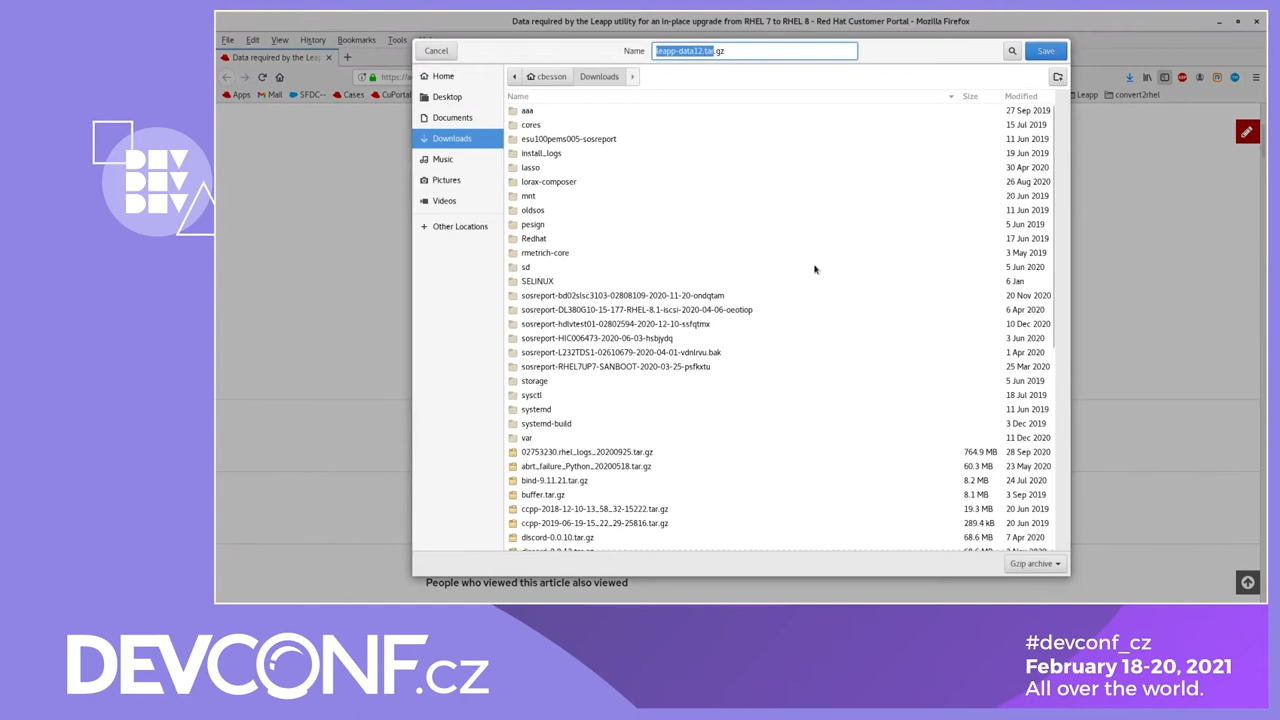 Data required by the Leapp utility for an in-place upgrade from RHEL 7 to RHEL 8 - Red Hat Customer Portal - Mozilla Firefox
File Edit View History Bookmarks Tools
Data required by the Leap
https://a
Apps Mail SFDC-- Cases CuPortal Leapp convert2rhel
Cancel Name leapp-data12.tar.gz Save
cbesson Downloads
Name Size Modified
Home
Desktop
Documents
Downloads
Music
Pictures
Videos
Other Locations
aaa 27 Sep 2019
cores 15 Jul 2019
esu100pems005-sosreport 11 Jun 2019
install_logs 19 Jun 2019
lasso 30 Apr 2020
lorax-composer 26 Aug 2020
mnt 20 Jun 2019
oldsos 11 Jun 2019
pesign 5 Jun 2019
Redhat 17 Jun 2019
rmetrich-core 3 May 2019
sd 5 Jun 2020
SELINUX 6 Jan
sosreport-bd02slsc3103-02808109-2020-11-20-ondqtam 20 Nov 2020
sosreport-DL380G10-15-177-RHEL-8.1-iscsi-2020-04-06-oeotiop 6 Apr 2020
sosreport-hdlvtest01-02802594-2020-12-10-ssfqtmx 10 Dec 2020
sosreport-HIC006473-2020-06-03-hsbjydq 3 Jun 2020
sosreport-L232TDS1-02610679-2020-04-01-vdnlrvu.bak 1 Apr 2020
sosreport-RHEL7UP7-SANBOOT-2020-03-25-psfkxtu 25 Mar 2020
storage 5 Jun 2019
sysctl 18 Jul 2019
systemd 11 Jun 2019
systemd-build 3 Dec 2019
var 11 Dec 2020
02753230.rhel_logs_20200925.tar.gz 764.9 MB 28 Sep 2020
abrt_failure_Python_20200518.tar.gz 60.3 MB 23 May 2020
bind-9.11.21.tar.gz 8.2 MB 24 Jul 2020
buffer.tar.gz 8.1 MB 3 Sep 2019
ccpp-2018-12-10-13_58_32-15222.tar.gz 19.3 MB 20 Jun 2019
ccpp-2019-06-19-15_22_29-25816.tar.gz 289.4 kB 20 Jun 2019
discord-0.0.10.tar.gz 68.6 MB 7 Apr 2020
Gzip archive
People who viewed this article also viewed
DEV
DEV
DEV
DEVCONF.cz
#devconf_cz
February 18-20, 2021
All over the world.